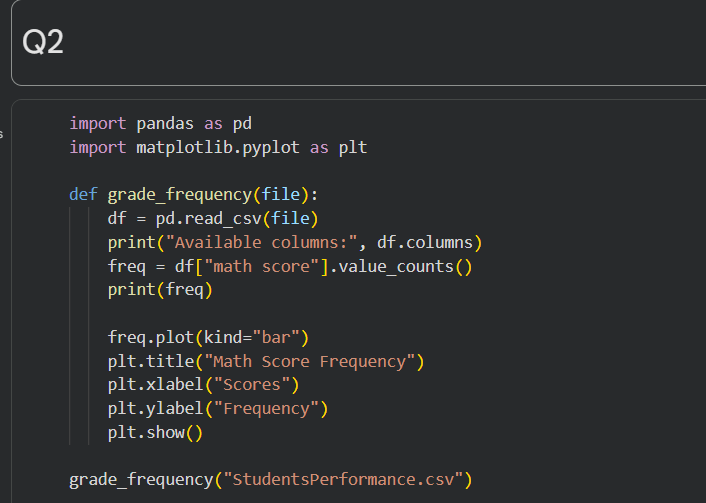 Q2
s
import pandas as pd
import matplotlib.pyplot as plt
def grade_frequency(file):
    df = pd.read_csv(file)
    print("Available columns:", df.columns)
    freq = df["math score"].value_counts()
    print(freq)
    freq.plot(kind="bar")
    plt.title("Math Score Frequency")
    plt.xlabel("Scores")
    plt.ylabel("Frequency")
    plt.show()
grade_frequency("StudentsPerformance.csv")